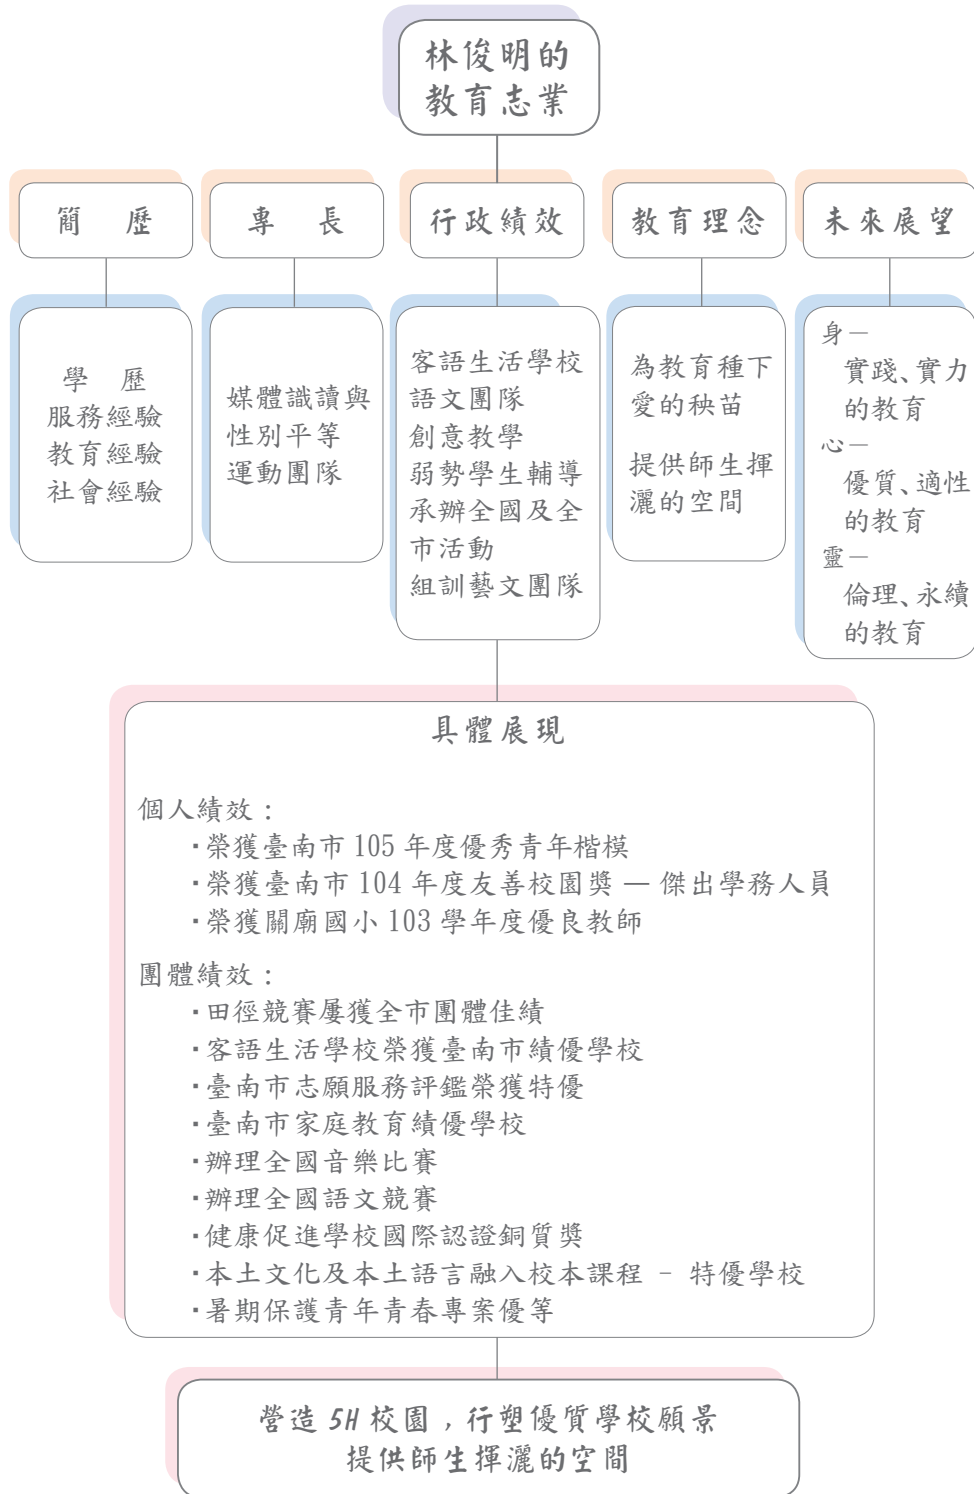 林俊明的
教育志業
簡 歷
學 歷
服務經驗
教育經驗
社會經驗
專 長
媒體識讀與
性別平等
運動團隊
行政績效
客語生活學校
語文團隊
創意教學
弱勢學生輔導
承辦全國及全
市活動
組訓藝文團隊
教育理念
為教育種下
愛的秧苗
提供師生揮
灑的空間
未來展望
身—
實踐、實力
的教育
心—
優質、適性
的教育
靈—
倫理、永續
的教育
具體展現
個人績效：
・榮獲臺南市 105 年度優秀青年楷模
・榮獲臺南市 104 年度友善校園獎 — 傑出學務人員
・榮獲關廟國小 103 學年度優良教師
團體績效：
・田徑競賽屢獲全市團體佳績
・客語生活學校榮獲臺南市績優學校
・臺南市志願服務評鑑榮獲特優
・臺南市家庭教育績優學校
・辦理全國音樂比賽
・辦理全國語文競賽
・健康促進學校國際認證銅質獎
・本土文化及本土語言融入校本課程 － 特優學校
・暑期保護青年青春專案優等
營造 5H 校園，行塑優質學校願景
提供師生揮灑的空間